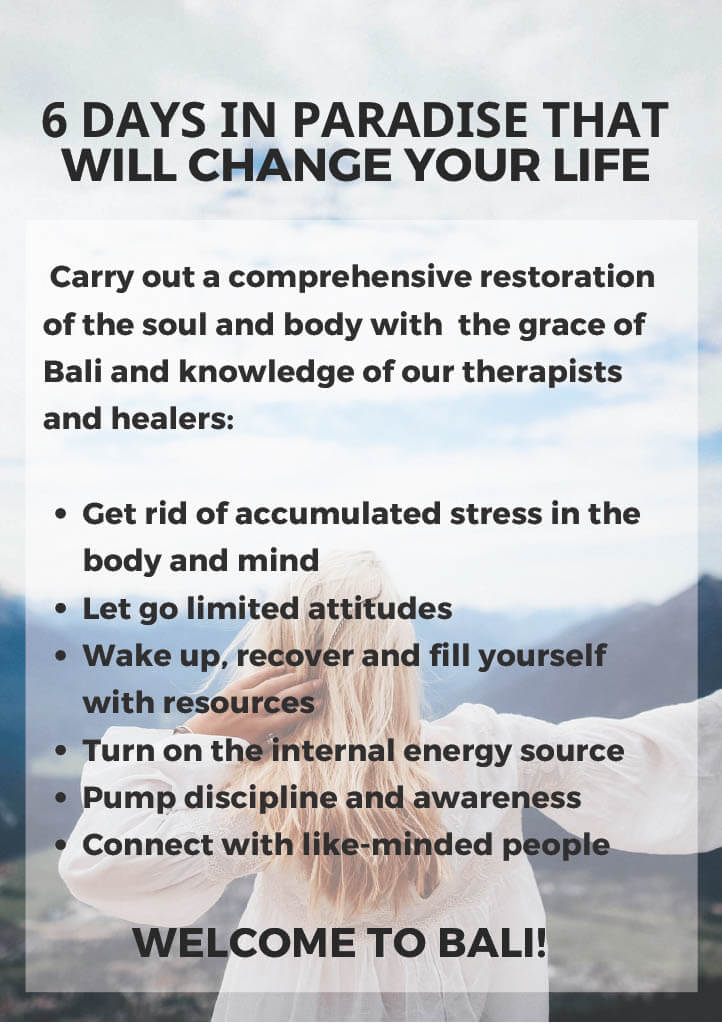 6 DAYS IN PARADISE THAT
WILL CHANGE YOUR LIFE
Carry out a comprehensive restoration
of the soul and body with  the grace of
Bali and knowledge of our therapists
and healers:
• Get rid of accumulated stress in the
body and mind
• Let go limited attitudes
• Wake up, recover and fill yourself
with resources
• Turn on the internal energy source
• Pump discipline and awareness
• Connect with like-minded people
WELCOME TO BALI!